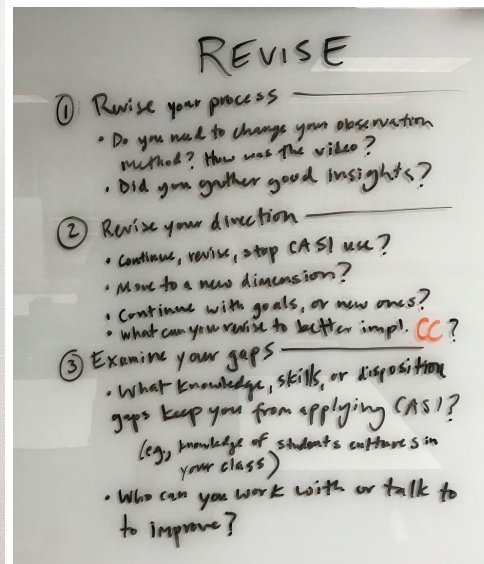 REVISE
① Revise your process
• Do you need to change your observation
method? How was the video?
• Did you gather good insights?
② Revise your direction
• Continue, revise, stop CASI use?
• Move to a new dimension?
• Continue with goals, or new ones?
• What can you revise to better impl. CC?
③ Examine your gaps
• What knowledge, skills, or disposition
gaps keep you from applying CASI?
(eg., knowledge of students cultures in
your class)
• Who can you work with or talk to
to improve?